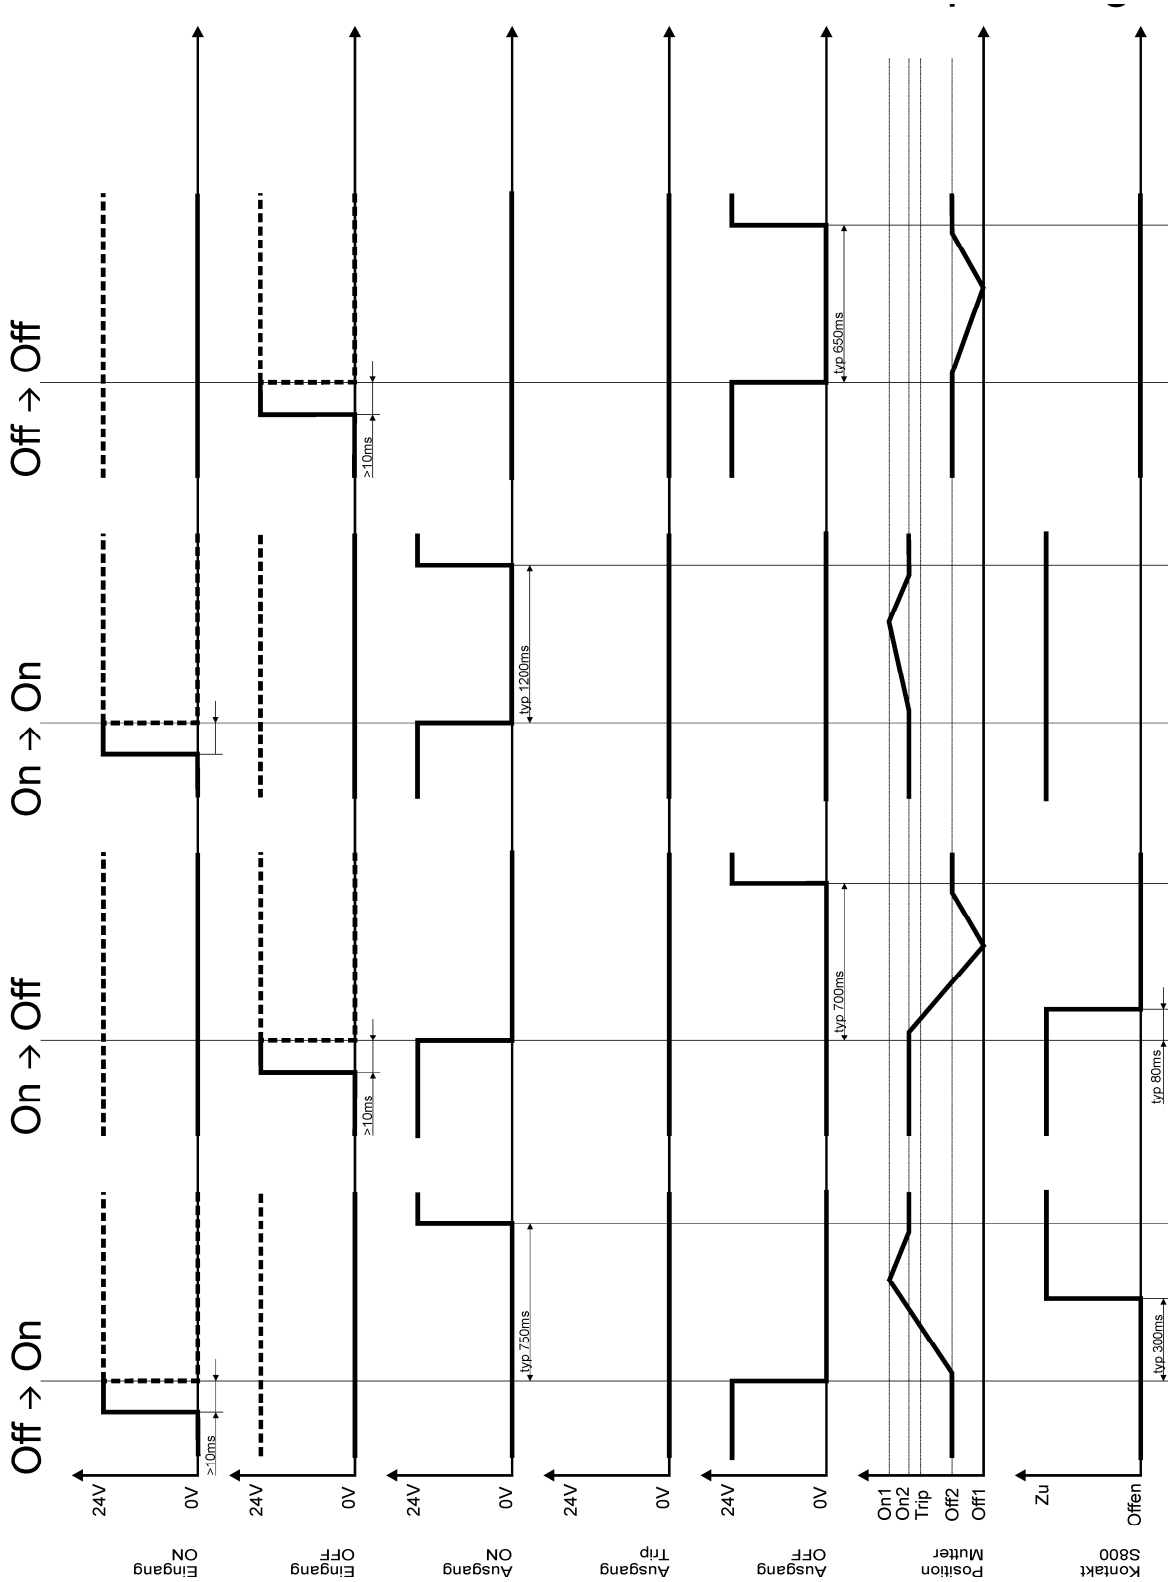 Off → On
On → Off
On → On
Off → Off
Eingang
ON
24V
0V
>10ms
Eingang
OFF
24V
0V
>10ms
>10ms
Ausgang
ON
24V
0V
typ 750ms
typ 1200ms
Ausgang
Trip
24V
0V
Ausgang
OFF
24V
0V
typ 700ms
typ 650ms
Position
Mutter
On1
On2
Trip
Off2
Off1
Kontakt
S800
Zu
Offen
typ 300ms
typ 80ms